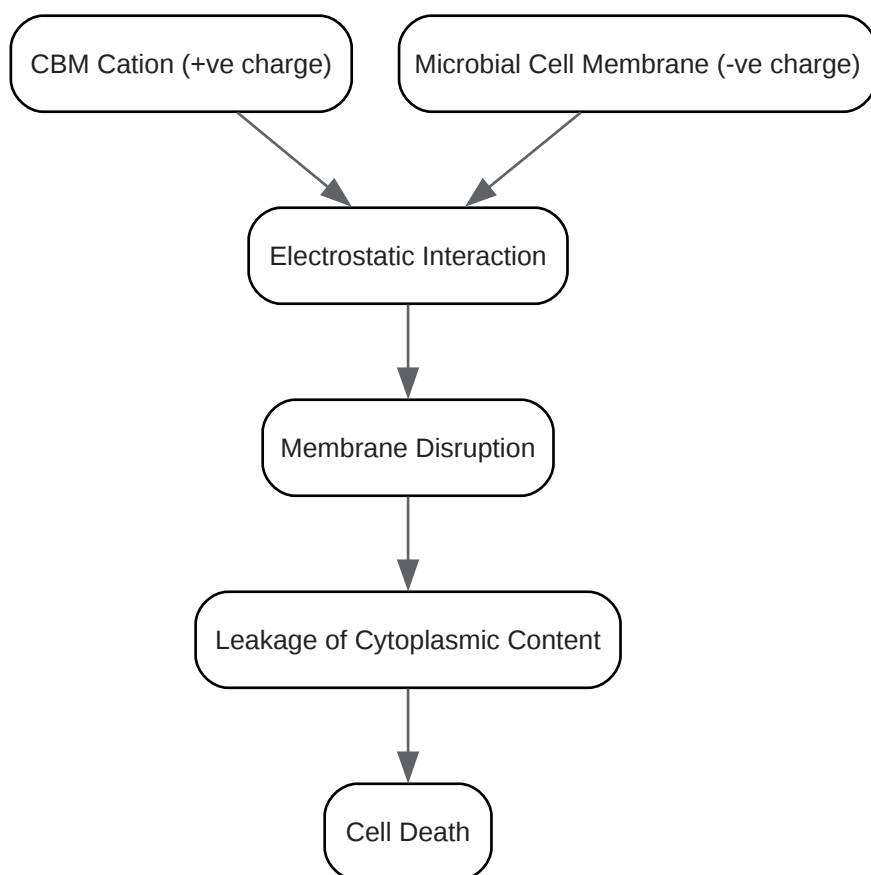 CBM Cation (+ve charge)
Microbial Cell Membrane (-ve charge)
Electrostatic Interaction
Membrane Disruption
Leakage of Cytoplasmic Content
Cell Death